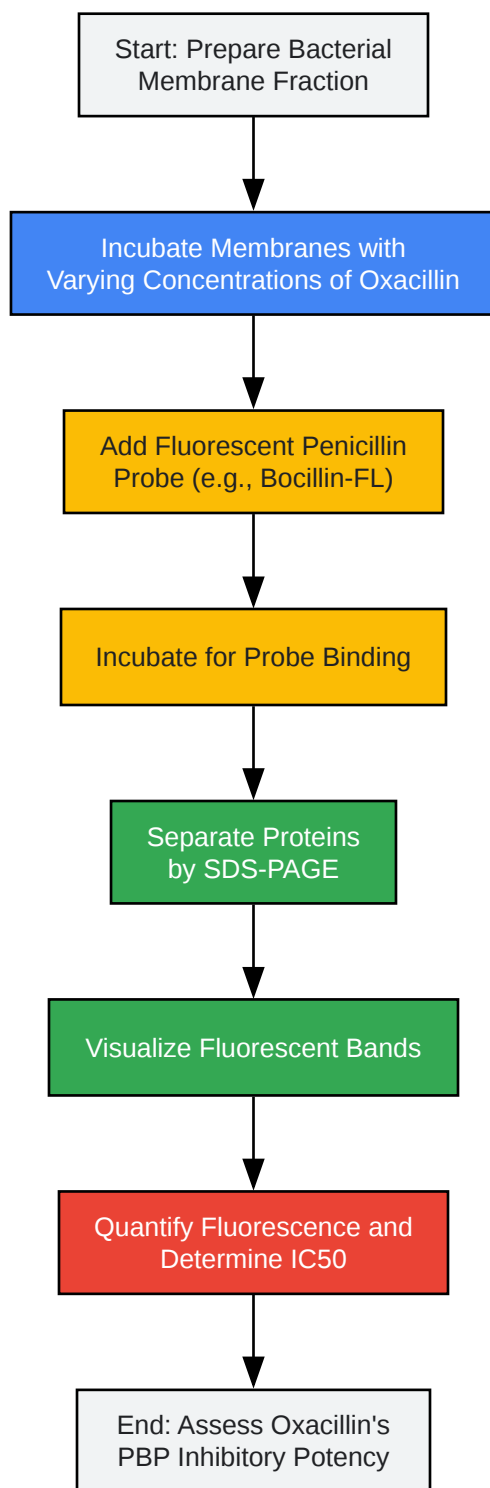 Start: Prepare Bacterial
Membrane Fraction
Incubate Membranes with
Varying Concentrations of Oxacillin
Add Fluorescent Penicillin
Probe (e.g., Bocillin-FL)
Incubate for Probe Binding
Separate Proteins
by SDS-PAGE
Visualize Fluorescent Bands
Quantify Fluorescence and
Determine IC50
End: Assess Oxacillin's
PBP Inhibitory Potency